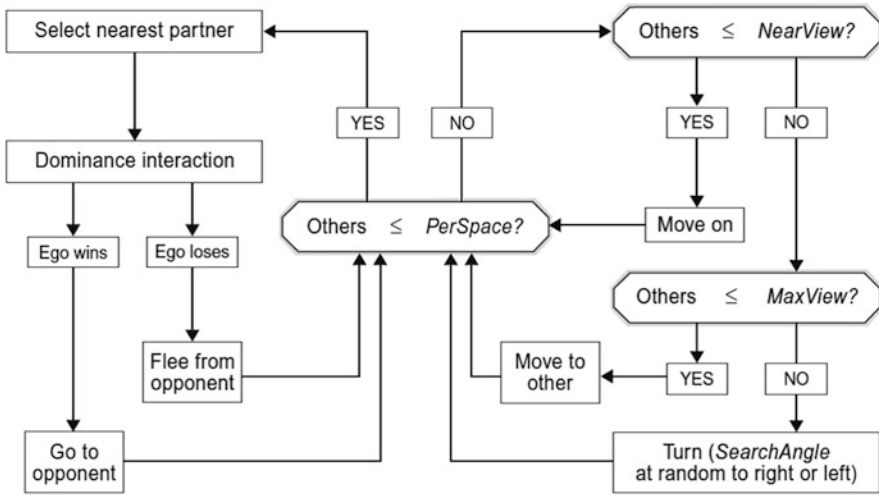 Select nearest partner
Others ≤ NearView?
YES
NO
YES
NO
Dominance interaction
Others ≤ PerSpace?
Move on
Ego wins
Ego loses
Others ≤ MaxView?
Flee from
opponent
Move to
other
YES
NO
Go to
opponent
Turn (SearchAngle
at random to right or left)